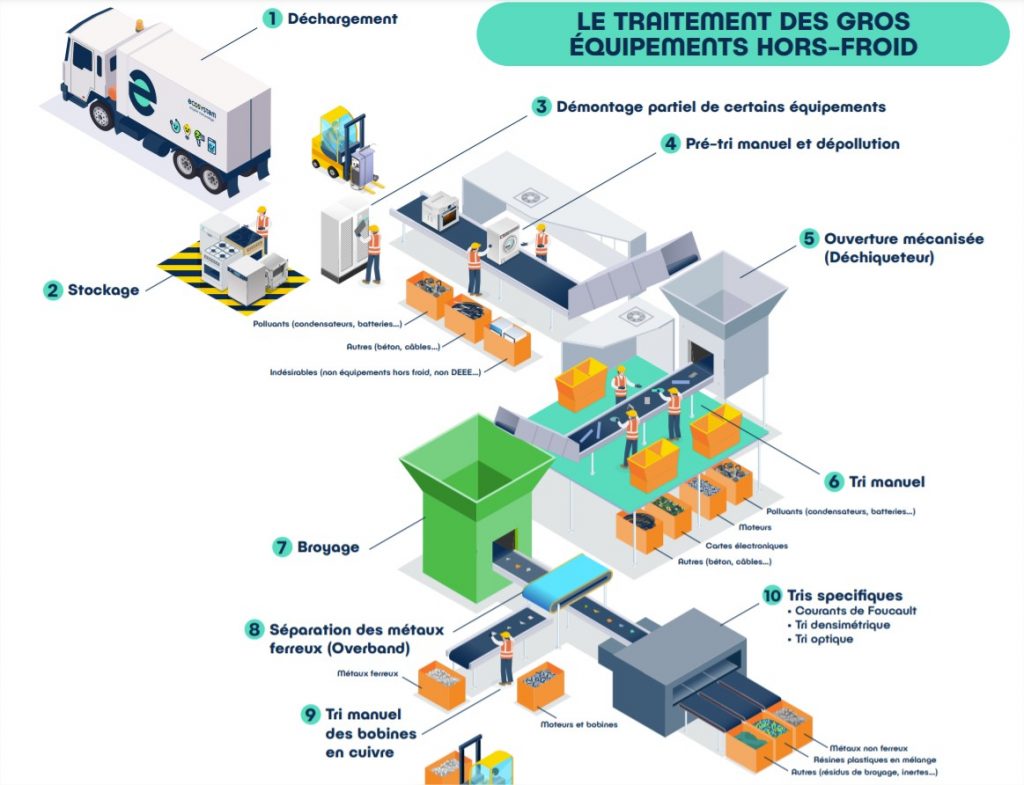 LE TRAITEMENT DES GROS
ÉQUIPEMENTS HORS-FROID
1 Déchargement
ecosystem
3 Démontage partiel de certains équipements
4 Pré-tri manuel et dépollution
5 Ouverture mécanisée
(Déchiqueteur)
2 Stockage
Polluants (condensateurs, batteries...)
Autres (béton, câbles...)
Indésirables (non équipements hors froid, non DEEE...)
6 Tri manuel
Polluants (condensateurs, batteries...)
Moteurs
Cartes électroniques
Autres (béton, câbles...)
7 Broyage
8 Séparation des métaux
ferreux (Overband)
Métaux ferreux
9 Tri manuel
des bobines
en cuivre
Moteurs et bobines
10 Tris specifiques
• Courants de Foucault
• Tri densimétrique
• Tri optique
Métaux non ferreux
Résines plastiques en mélange
Autres (résidus de broyage, inertes...)